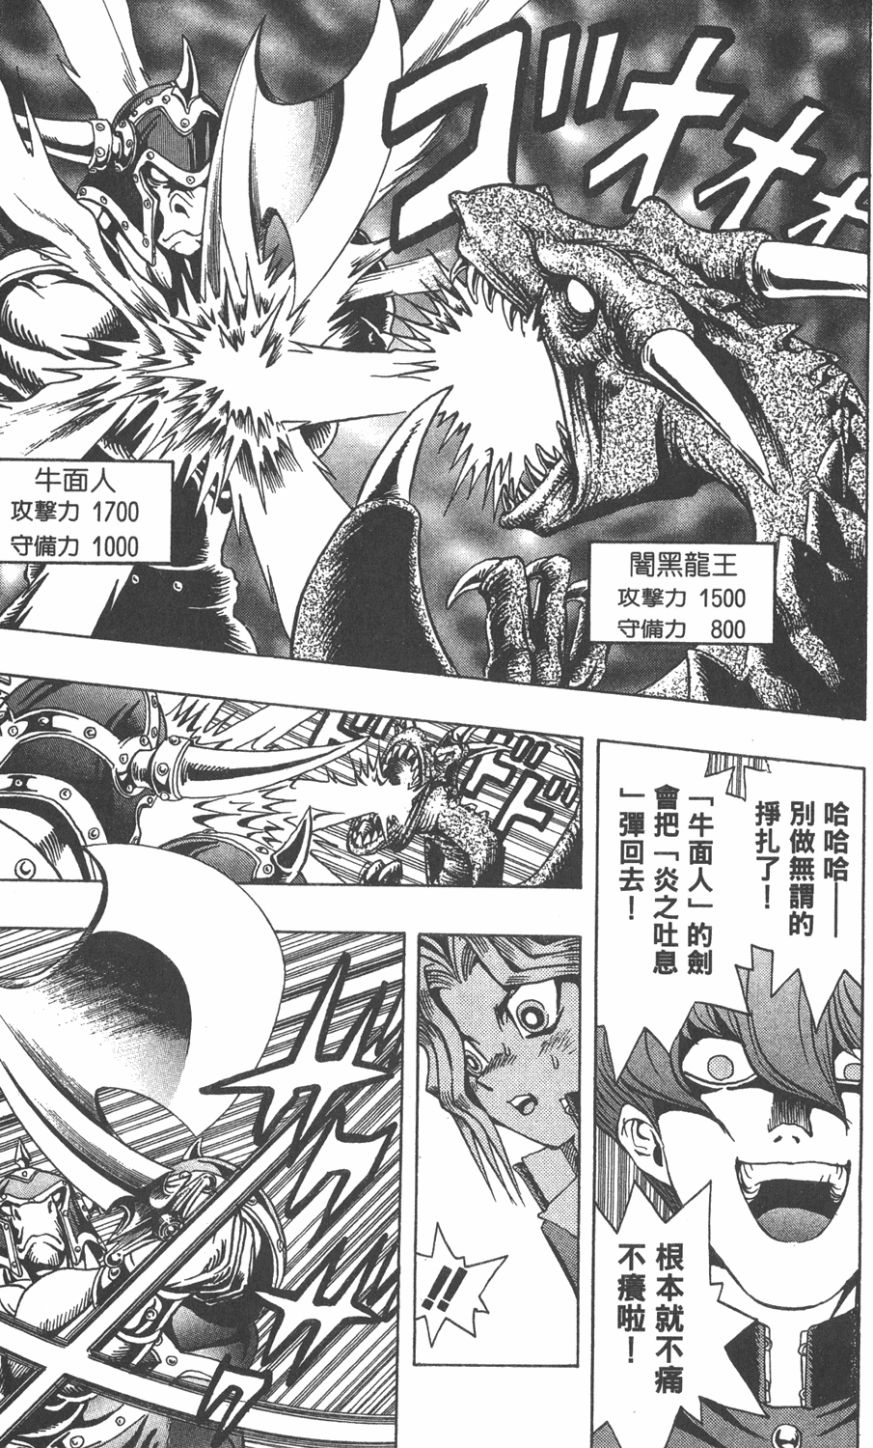 ゴオオオ
闇黑龍王
攻擊力 1500
守備力 800
牛面人
攻擊力 1700
守備力 1000
哈哈哈——
別做無謂的
掙扎了！
「牛面人」的劍
會把「炎之吐息
」彈回去！
根本就不痛
不癢啦！
ドドド
!!